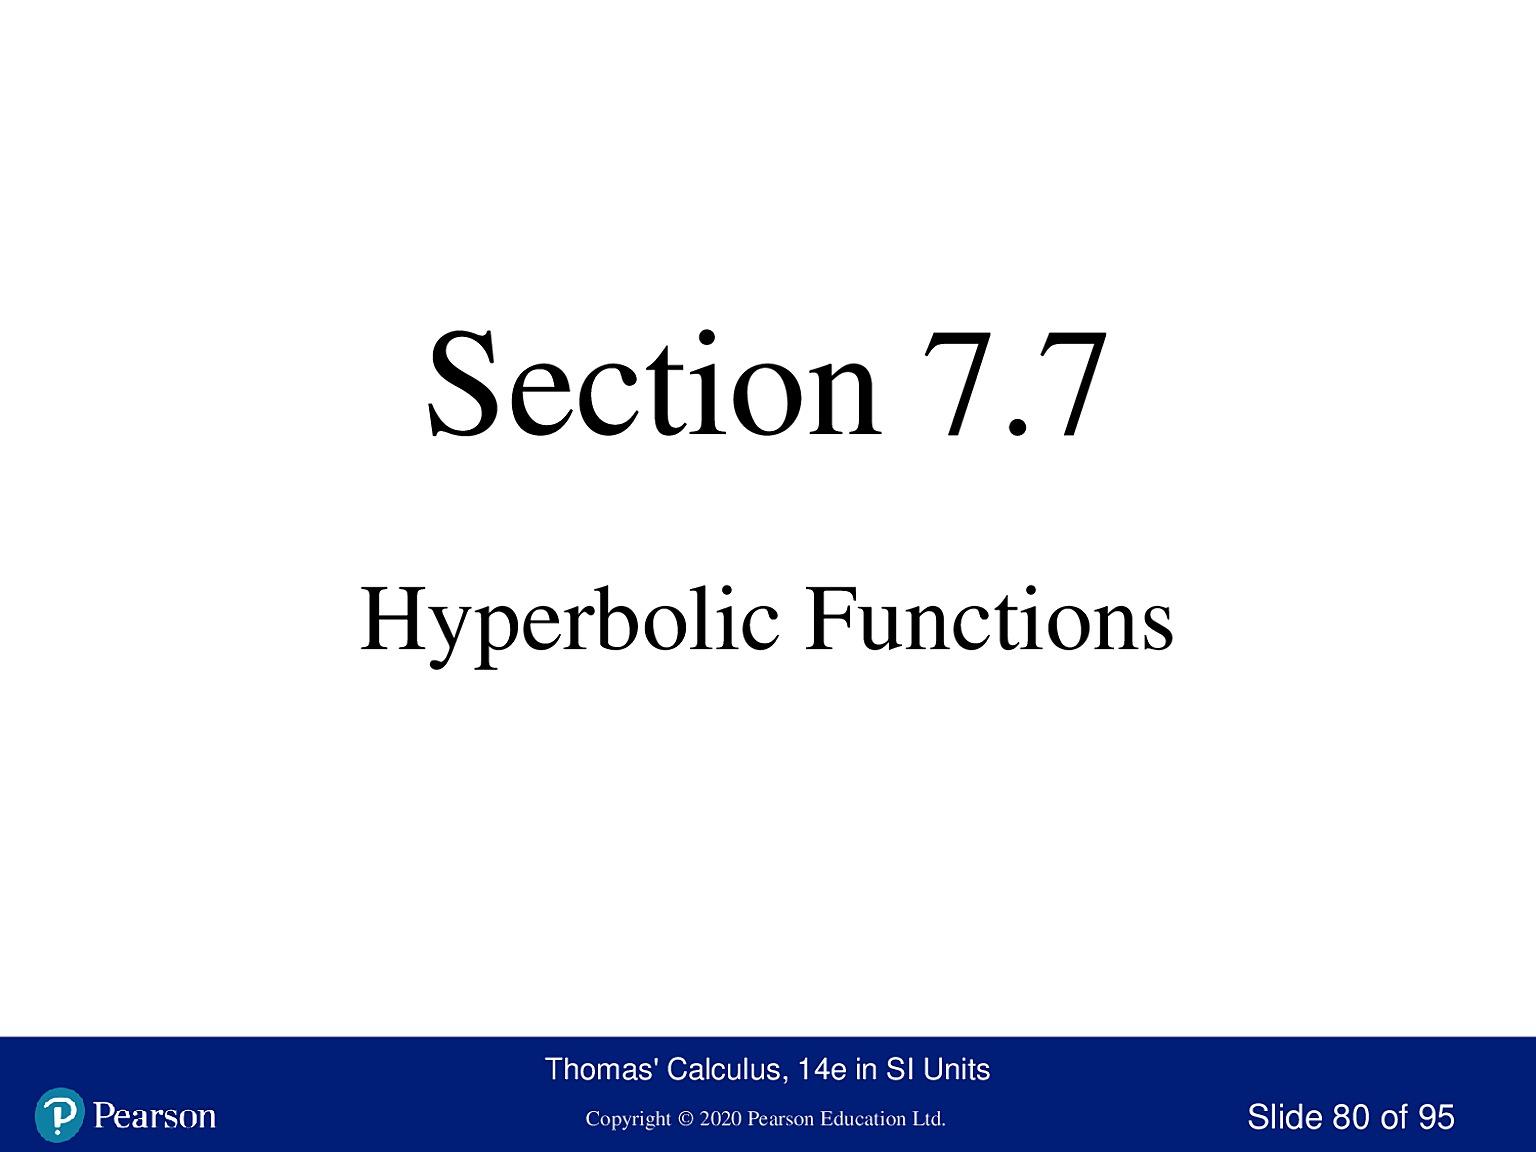 Section 7.7
Hyperbolic Functions
Thomas' Calculus, 14e in SI Units
Pearson
Copyright © 2020 Pearson Education Ltd.
Slide 80 of 95